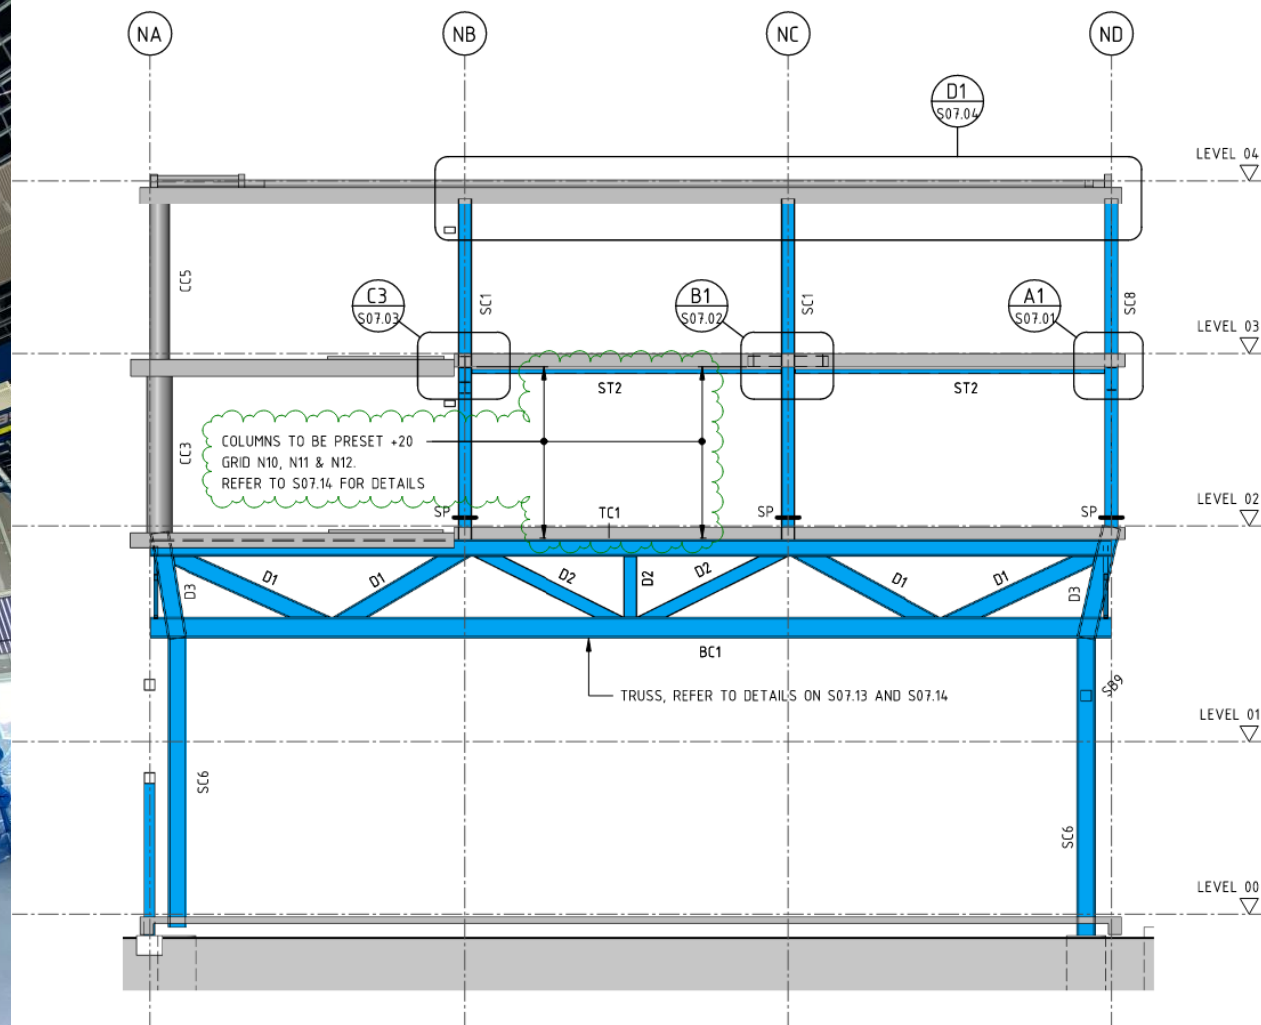 NA
NB
NC
ND
D1
S07.04
LEVEL 04
CC5
C3
S07.03
SC1
B1
S07.02
SC1
A1
S07.01
SC8
LEVEL 03
ST2
ST2
COLUMNS TO BE PRESET +20
GRID N10, N11 & N12.
REFER TO S07.14 FOR DETAILS
CC3
SP
TC1
SP
SP
LEVEL 02
D3
D1
D1
D2
D2
D2
D1
D1
D3
BC1
TRUSS, REFER TO DETAILS ON S07.13 AND S07.14
SB9
LEVEL 01
SC6
SC6
LEVEL 00